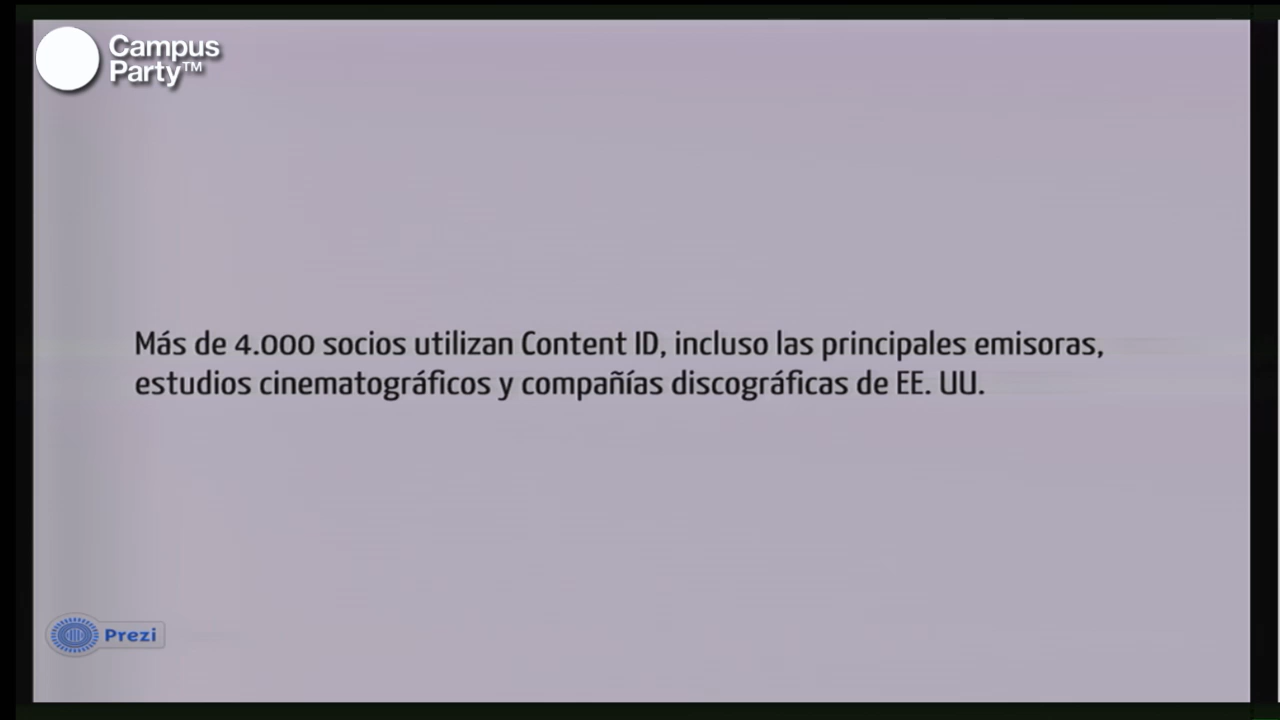 Campus
Party™
Más de 4.000 socios utilizan Content ID, incluso las principales emisoras,
estudios cinematográficos y compañías discográficas de EE. UU.
Prezi